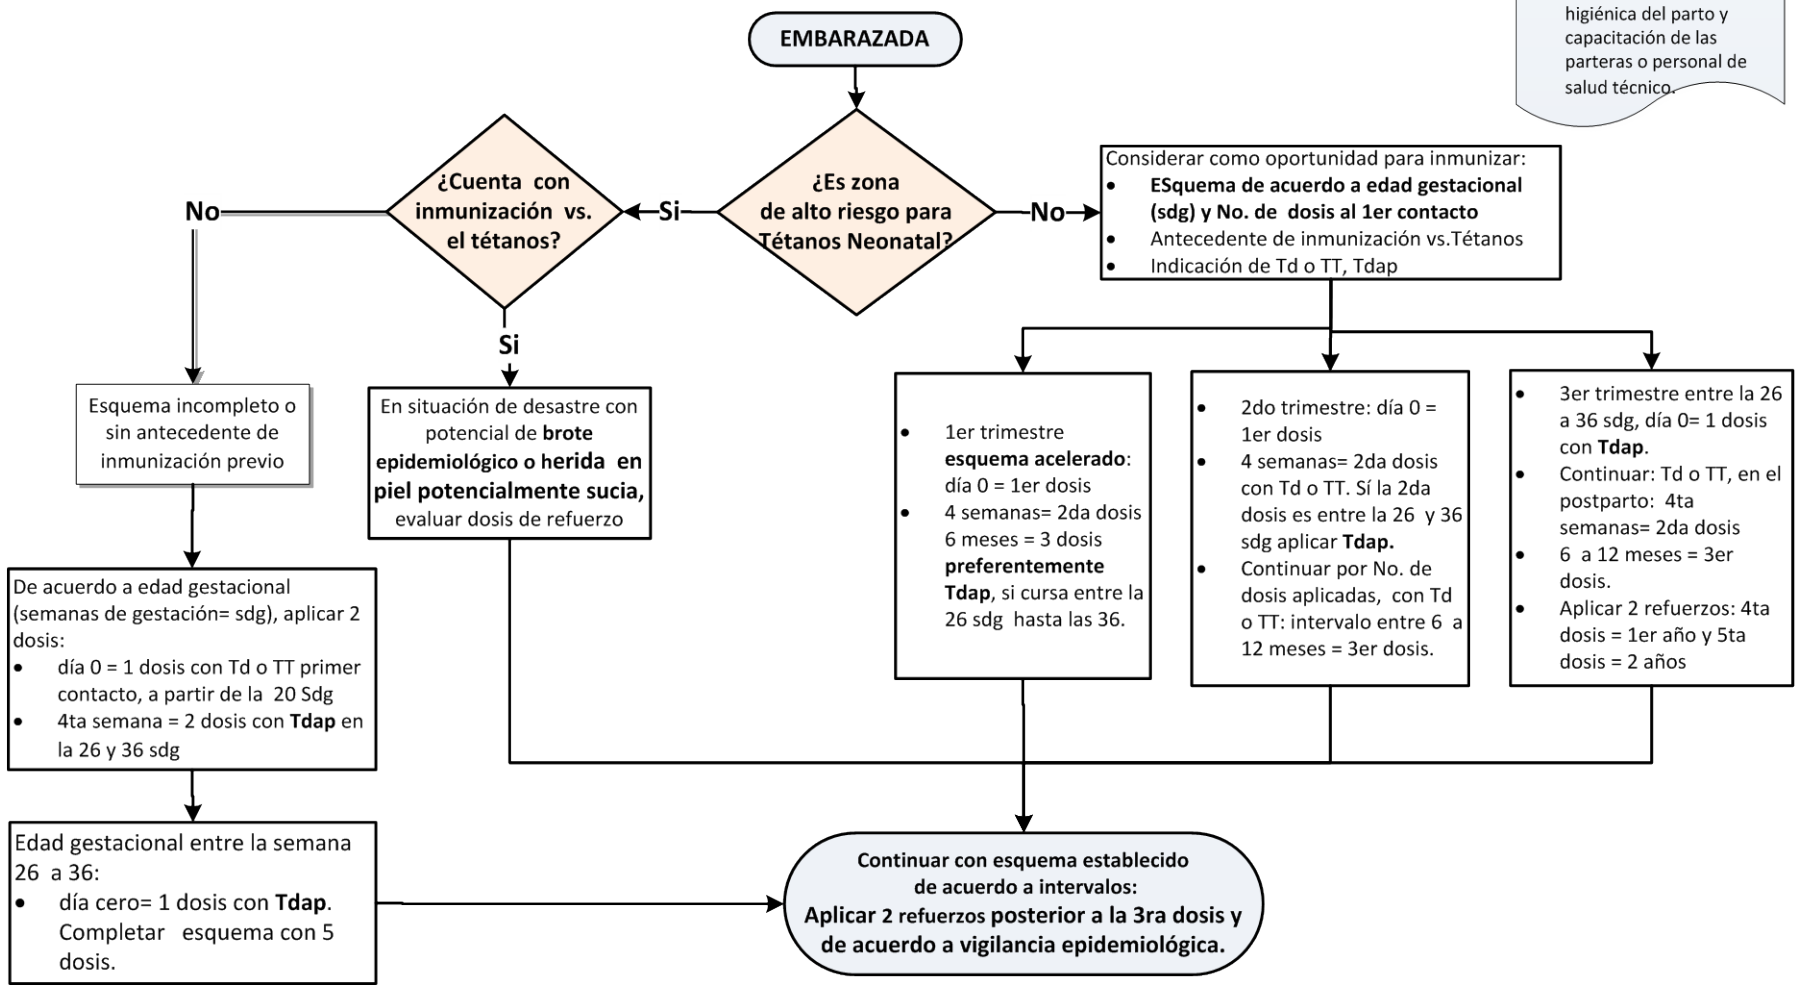 higiénica del parto y
capacitación de las
parteras o personal de
salud técnico.
EMBARAZADA
¿Es zona
de alto riesgo para
Tétanos Neonatal?
Si
No
¿Cuenta con
inmunización vs.
el tétanos?
No
Si
Considerar como oportunidad para inmunizar:
• ESquema de acuerdo a edad gestacional
(sdg) y No. de dosis al 1er contacto
• Antecedente de inmunización vs.Tétanos
• Indicación de Td o TT, Tdap
Esquema incompleto o
sin antecedente de
inmunización previo
En situación de desastre con
potencial de brote
epidemiológico o herida en
piel potencialmente sucia,
evaluar dosis de refuerzo
• 1er trimestre
esquema acelerado:
día 0 = 1er dosis
• 4 semanas= 2da dosis
6 meses = 3 dosis
preferentemente
Tdap, si cursa entre la
26 sdg hasta las 36.
• 2do trimestre: día 0 =
1er dosis
• 4 semanas= 2da dosis
con Td o TT. Sí la 2da
dosis es entre la 26 y 36
sdg aplicar Tdap.
• Continuar por No. de
dosis aplicadas, con Td
o TT: intervalo entre 6 a
12 meses = 3er dosis.
• 3er trimestre entre la 26
a 36 sdg, día 0= 1 dosis
con Tdap.
• Continuar: Td o TT, en el
postparto: 4ta
semanas= 2da dosis
• 6 a 12 meses = 3er
dosis.
• Aplicar 2 refuerzos: 4ta
dosis = 1er año y 5ta
dosis = 2 años
De acuerdo a edad gestacional
(semanas de gestación= sdg), aplicar 2
dosis:
• día 0 = 1 dosis con Td o TT primer
contacto, a partir de la 20 Sdg
• 4ta semana = 2 dosis con Tdap en
la 26 y 36 sdg
Edad gestacional entre la semana
26 a 36:
• día cero= 1 dosis con Tdap.
Completar esquema con 5
dosis.
Continuar con esquema establecido
de acuerdo a intervalos:
Aplicar 2 refuerzos posterior a la 3ra dosis y
de acuerdo a vigilancia epidemiológica.